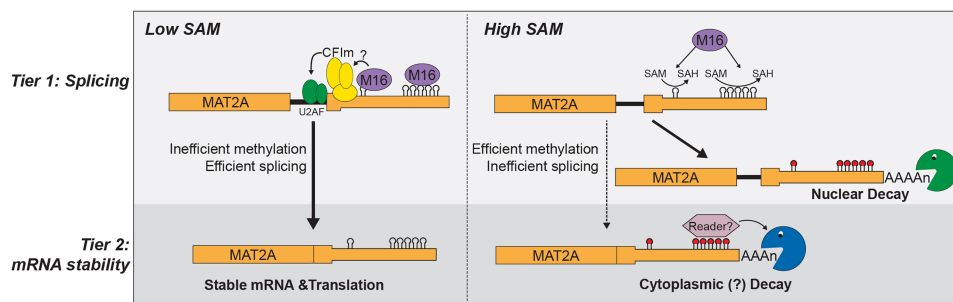 Low SAM
High SAM
Tier 1: Splicing
CFIm
?
M16
M16
MAT2A
U2AF
Inefficient methylation
Efficient splicing
M16
SAM SAH SAM SAH
MAT2A
Efficient methylation
Inefficient splicing
MAT2A
AAAAn
Nuclear Decay
Tier 2:
mRNA stability
MAT2A
Stable mRNA &Translation
Reader?
MAT2A
AAAn
Cytoplasmic (?) Decay